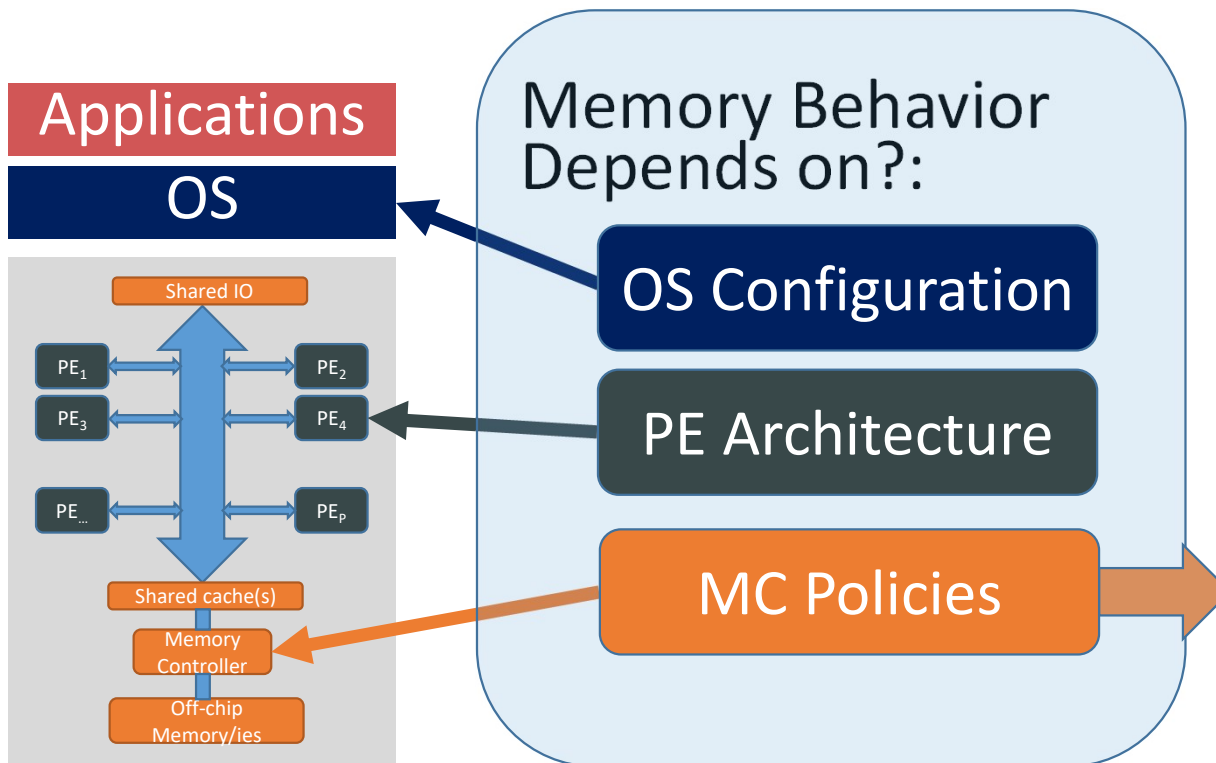 Applications
OS
Shared IO
PE1
PE2
PE3
PE4
PE...
PEP
Shared cache(s)
Memory
Controller
Off-chip
Memory/ies
Memory Behavior
Depends on?:
OS Configuration
PE Architecture
MC Policies